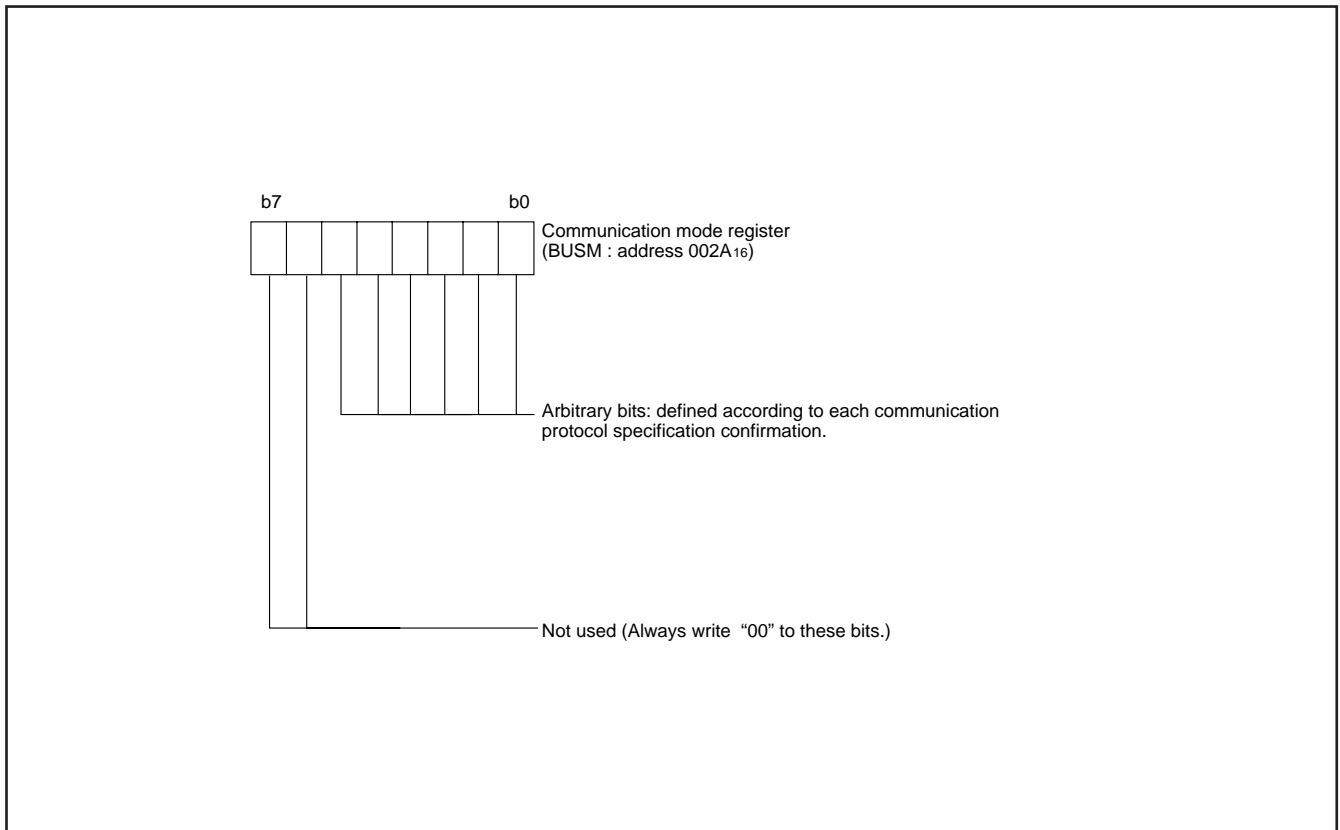 b7 b0
Communication mode register
(BUSM : address 002A16)
Arbitrary bits: defined according to each communication
protocol specification confirmation.
Not used (Always write “00” to these bits.)